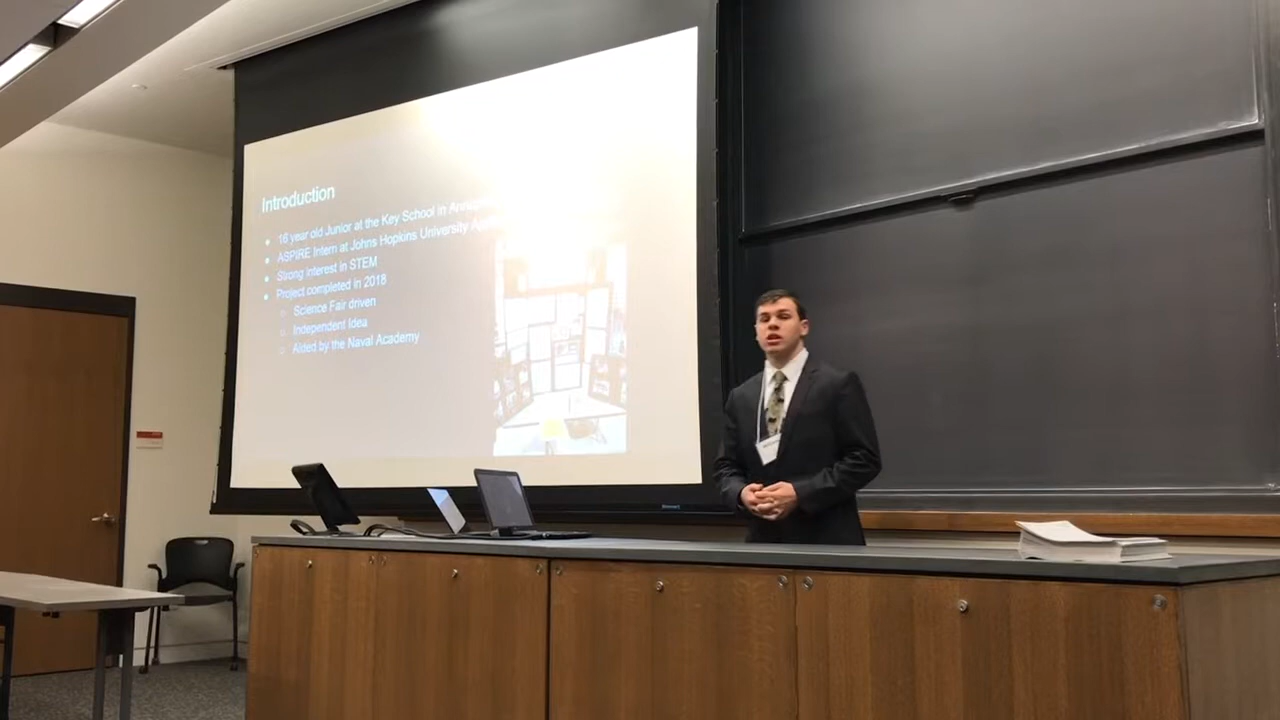 Introduction
16 year old Junior at the Key School in
ASPIRE Intern at Johns Hopkins University
Strong interest in STEM
Project completed in 2018
Science Fair driven
Independent Idea
Aided by the Naval Academy